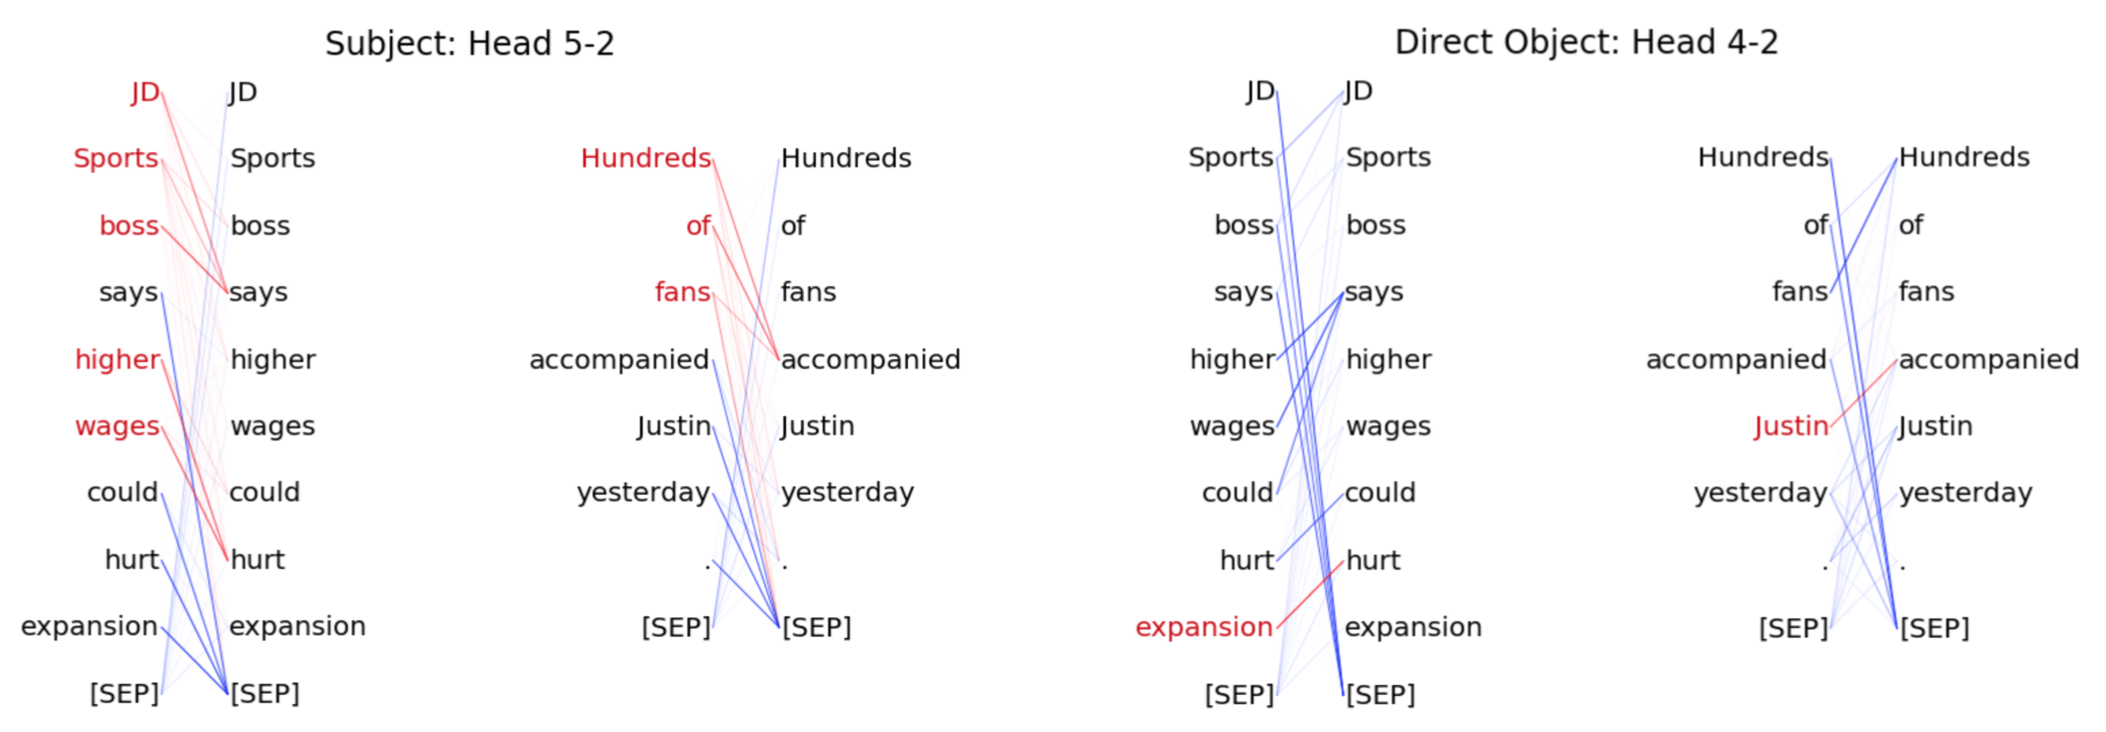 Subject: Head 5-2
JD JD
Sports Sports
boss boss
says says
higher higher
wages wages
could could
hurt hurt
expansion expansion
[SEP] [SEP]
Hundreds Hundreds
of of
fans fans
accompanied accompanied
Justin Justin
yesterday yesterday
. .
[SEP] [SEP]
Direct Object: Head 4-2
JD JD
Sports Sports
boss boss
says says
higher higher
wages wages
could could
hurt hurt
expansion expansion
[SEP] [SEP]
Hundreds Hundreds
of of
fans fans
accompanied accompanied
Justin Justin
yesterday yesterday
. .
[SEP] [SEP]